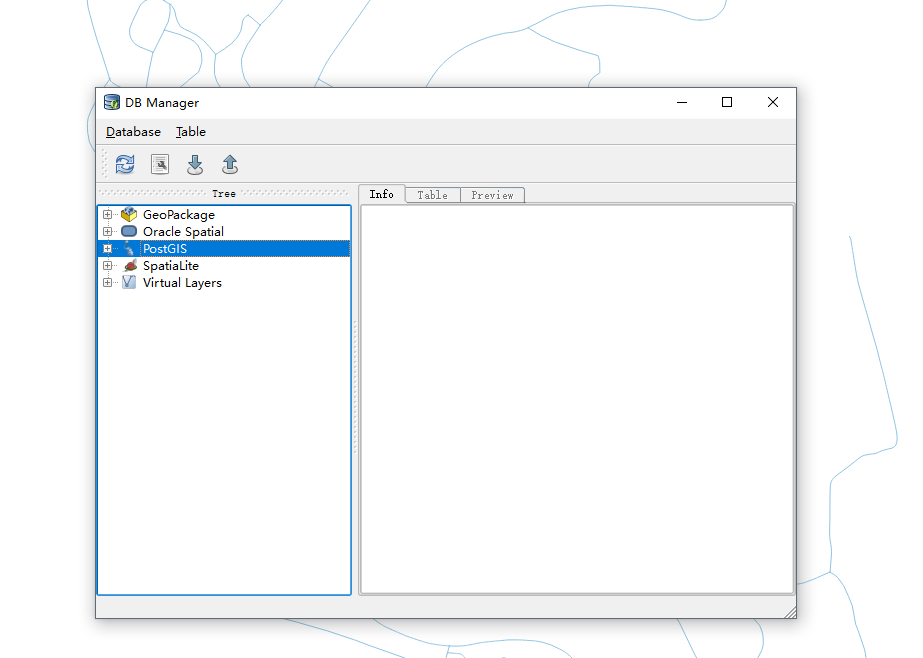 DB Manager
Database Table
Tree
Info Table Preview
GeoPackage
Oracle Spatial
PostGIS
SpatiaLite
Virtual Layers